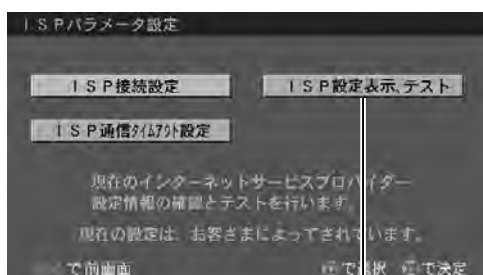 ISPパラメータ設定
ISP接続設定 ISP設定表示、テスト
ISP通信タイムアウト設定
現在のインターネットサービスプロバイダー
設定情報の確認とテストを行います。
現在の設定は、お客さまによってされています。
で前画面 で選択 で決定